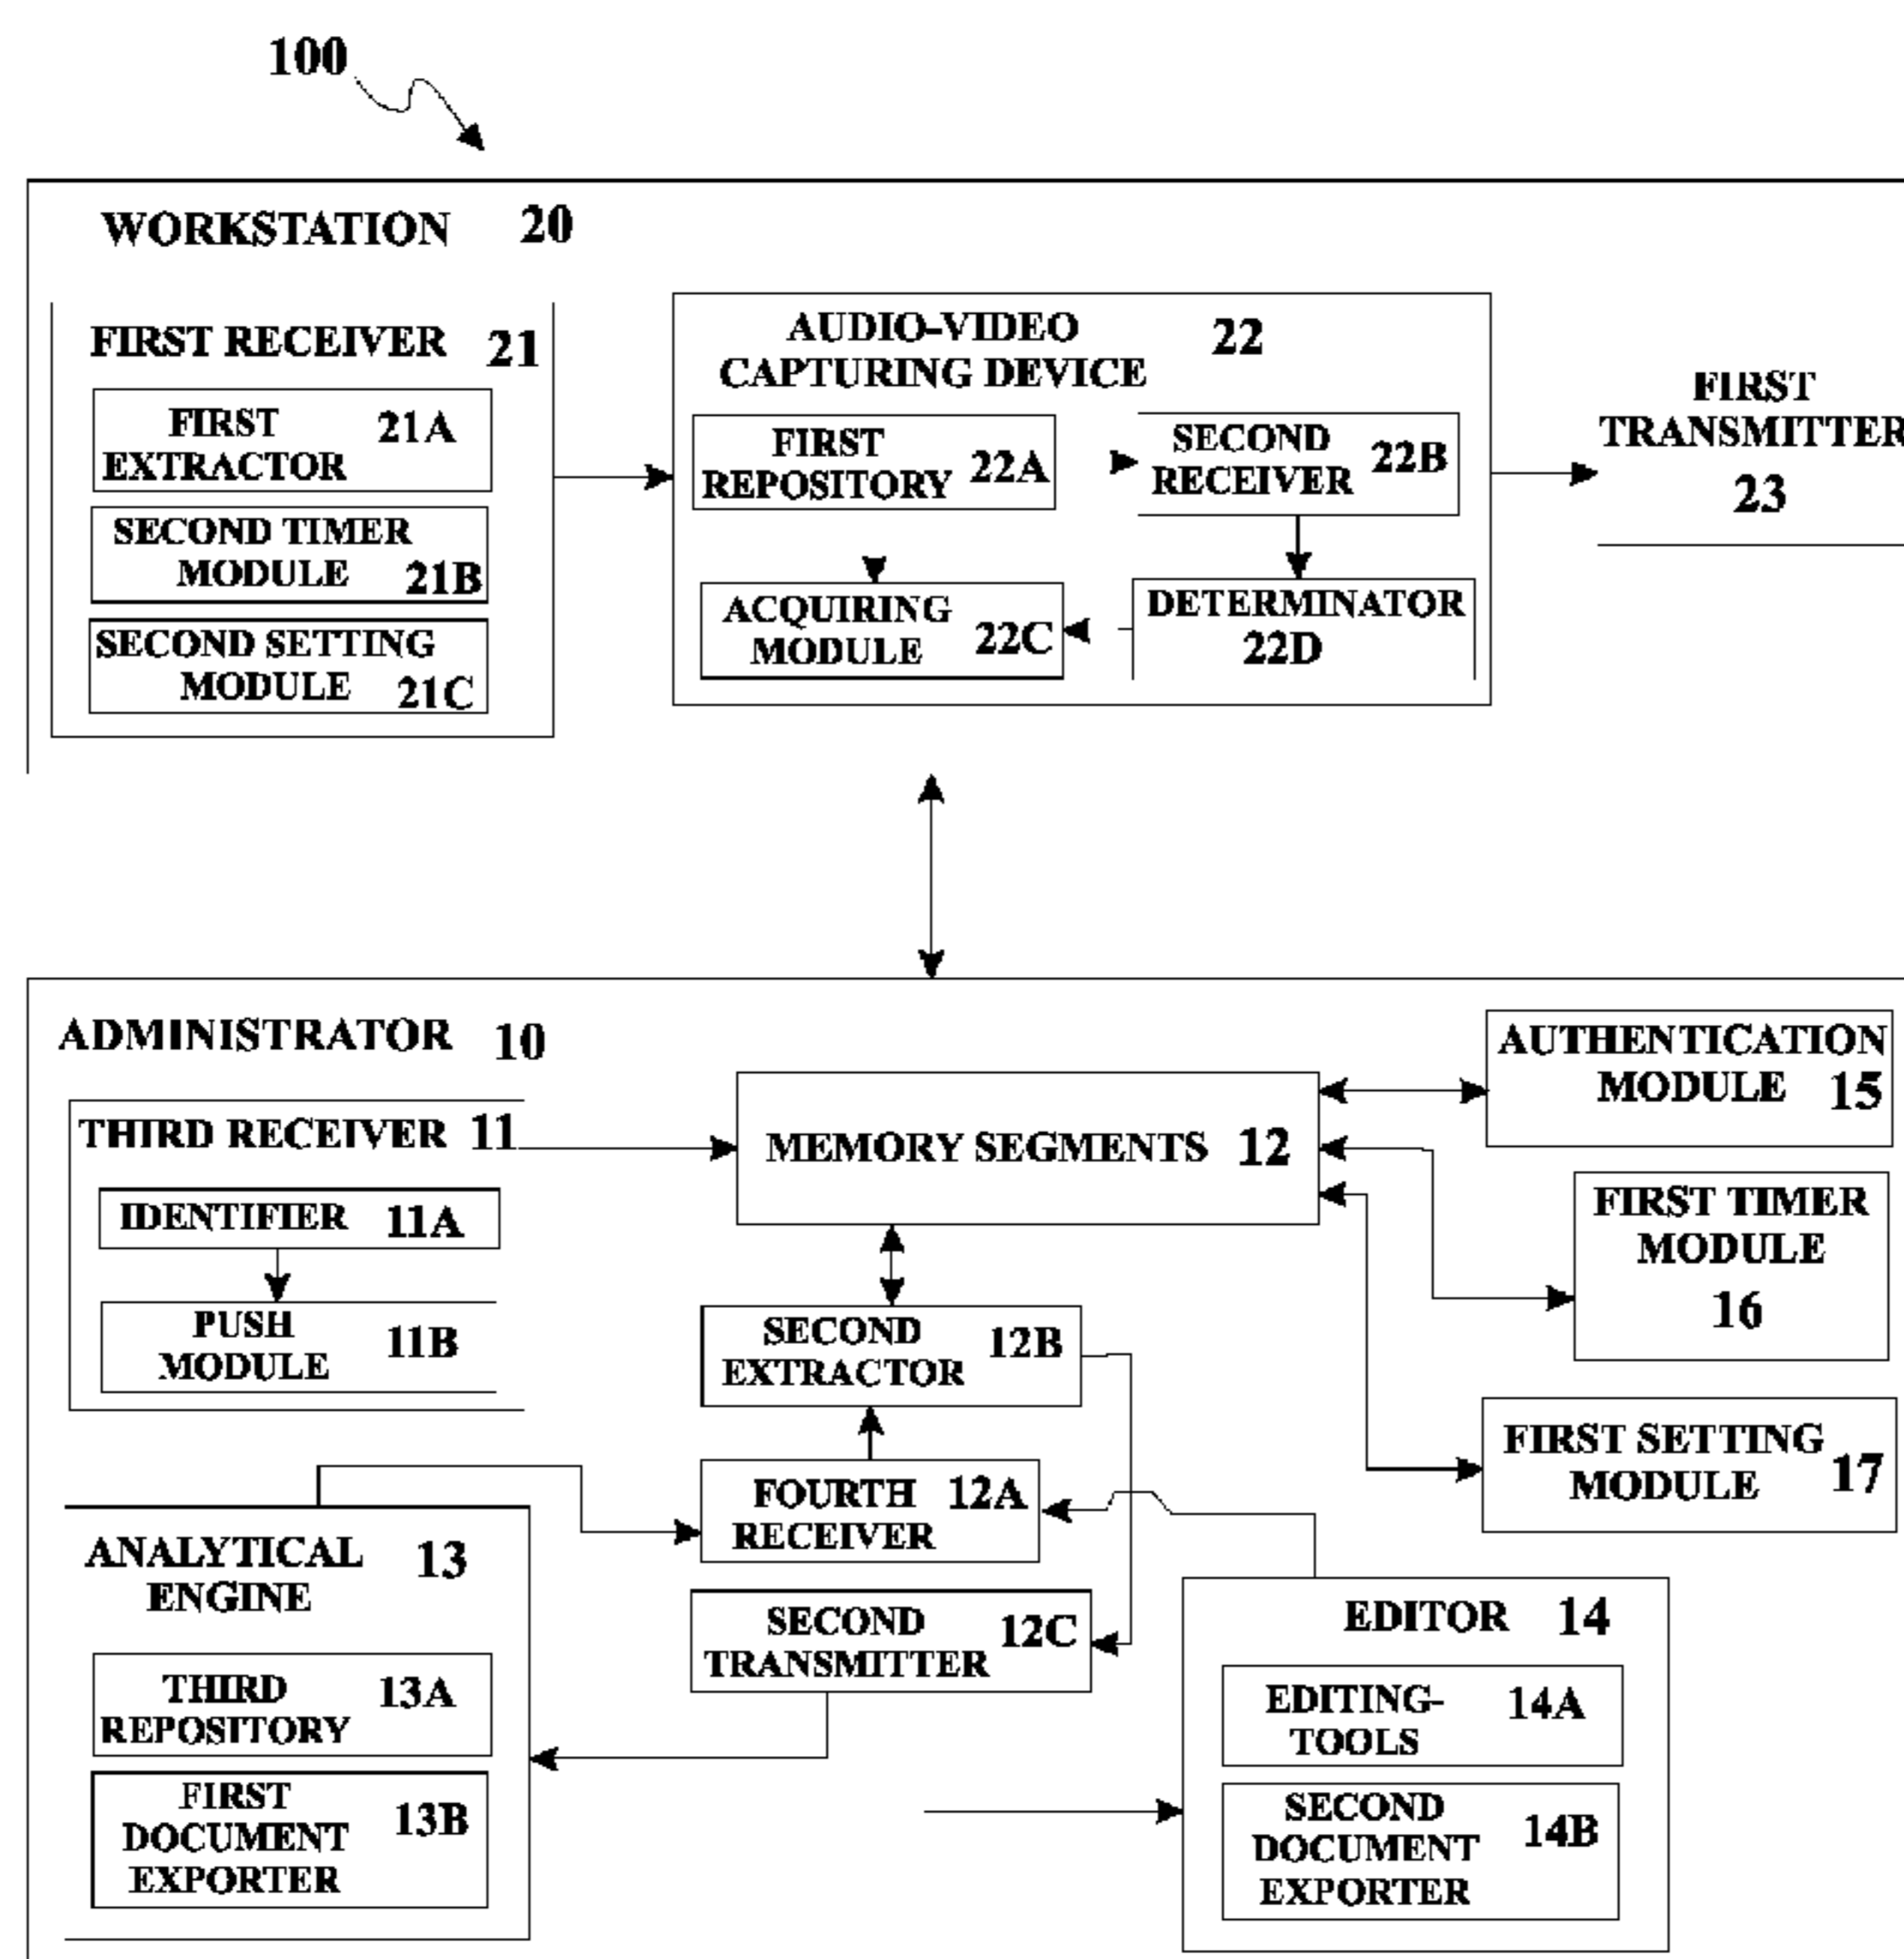 100
WORKSTATION 20
FIRST RECEIVER 21
FIRST
EXTRACTOR 21A
SECOND TIMER
MODULE 21B
SECOND SETTING
MODULE 21C
AUDIO-VIDEO
CAPTURING DEVICE 22
FIRST
REPOSITORY 22A
SECOND
RECEIVER 22B
ACQUIRING
MODULE 22C
DETERMINATOR
22D
FIRST
TRANSMITTER
23
ADMINISTRATOR 10
THIRD RECEIVER 11
IDENTIFIER 11A
PUSH
MODULE 11B
MEMORY SEGMENTS 12
AUTHENTICATION
MODULE 15
FIRST TIMER
MODULE
16
FIRST SETTING
MODULE 17
SECOND
EXTRACTOR 12B
FOURTH
RECEIVER 12A
SECOND
TRANSMITTER 12C
ANALYTICAL
ENGINE 13
THIRD
REPOSITORY 13A
FIRST
DOCUMENT
EXPORTER 13B
EDITOR 14
EDITING-
TOOLS 14A
SECOND
DOCUMENT
EXPORTER 14B